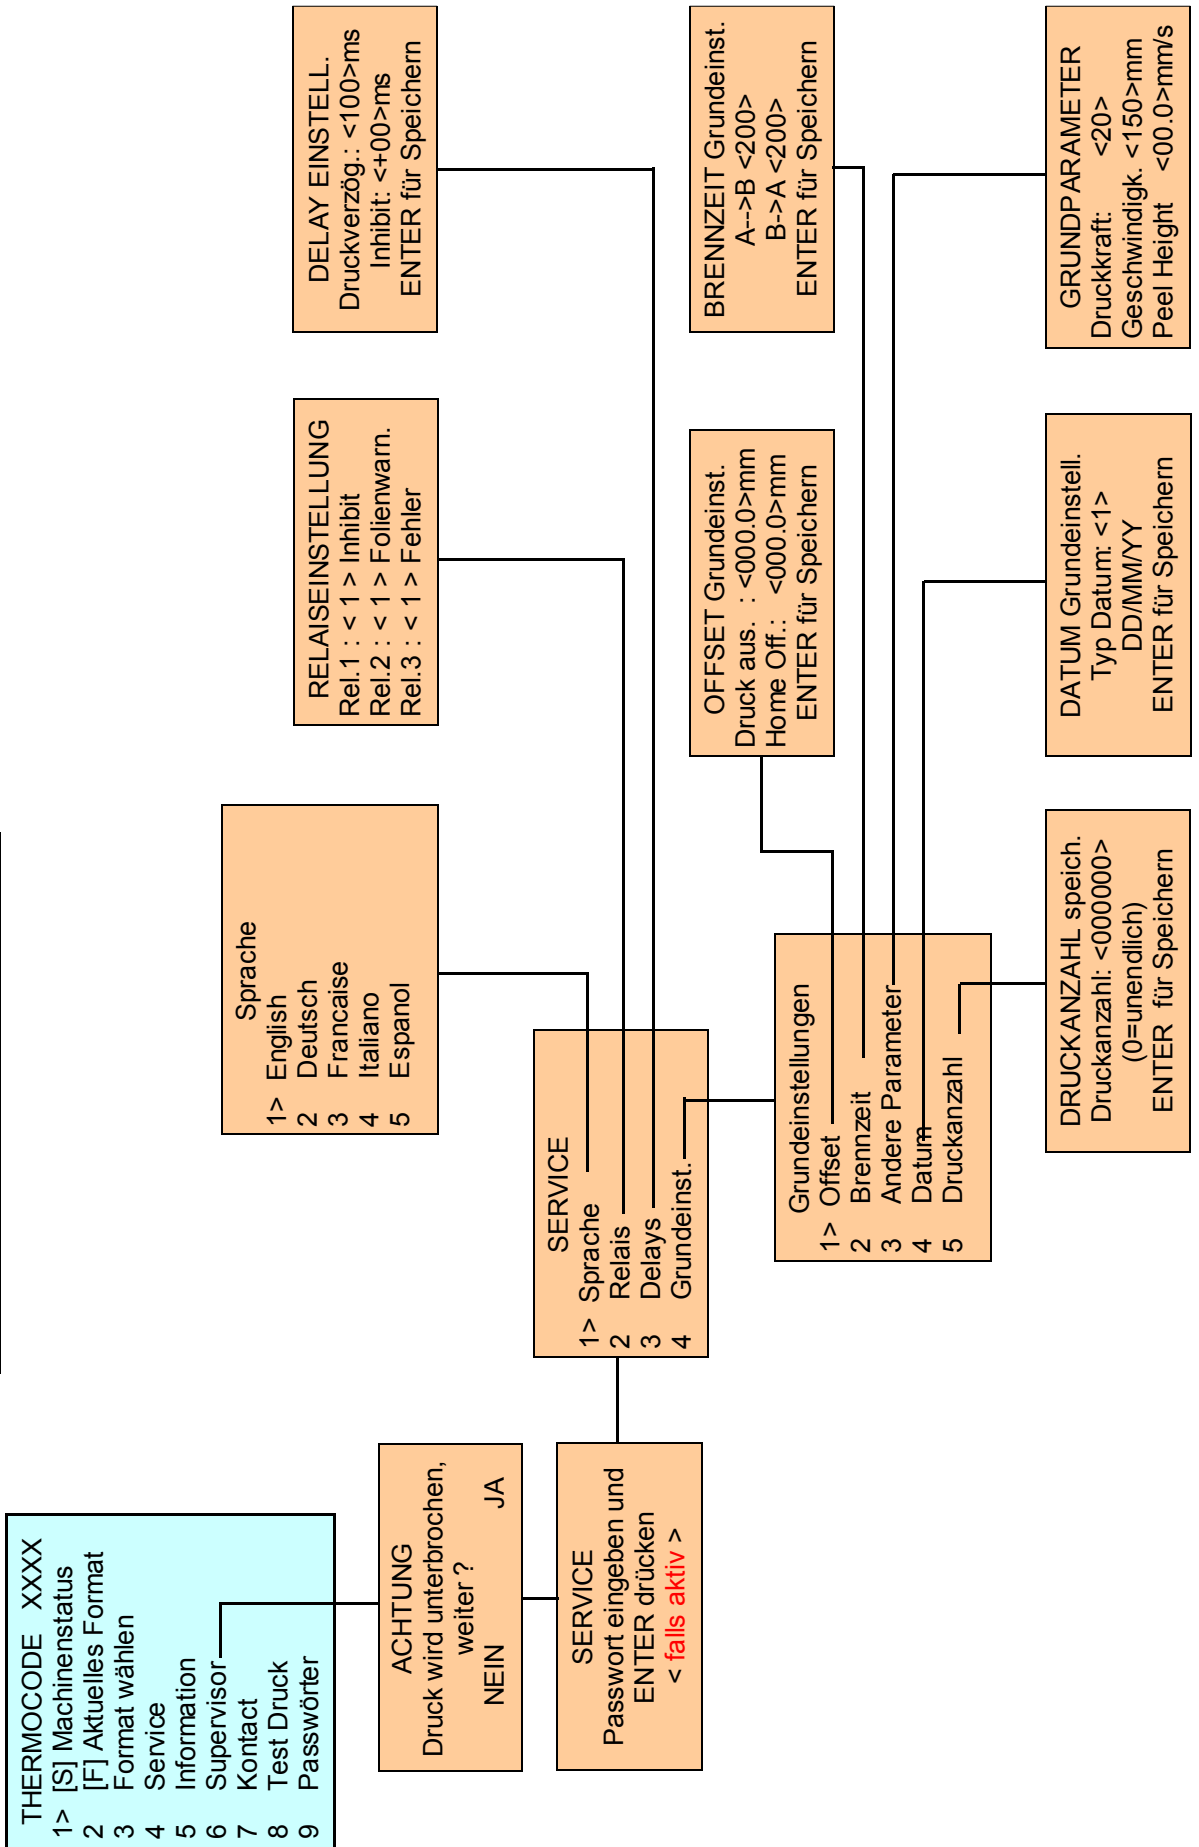 THERMOCODE XXXX
1> [S] Machinenstatus
2 [F] Aktuelles Format
3 Format wählen
4 Service
5 Information
6 Supervisor
7 Kontact
8 Test Druck
9 Passwörter
ACHTUNG
Druck wird unterbrochen,
weiter ?
NEIN JA
SERVICE
Passwort eingeben und
ENTER drücken
< falls aktiv >
SERVICE
1> Sprache
2 Relais
3 Delays
4 Grundeinst.
Sprache
1> English
2 Deutsch
3 Francaise
4 Italiano
5 Espanol
RELAISEINSTELLUNG
Rel.1 : < 1 > Inhibit
Rel.2 : < 1 > Folienwarn.
Rel.3 : < 1 > Fehler
DELAY EINSTELL.
Druckverzög.: <100>ms
Inhibit: <+00>ms
ENTER für Speichern
Grundeinstellungen
1> Offset
2 Brennzeit
3 Andere Parameter
4 Datum
5 Druckanzahl
OFFSET Grundeinst.
Druck aus. : <000.0>mm
Home Off.: <000.0>mm
ENTER für Speichern
BRENNZEIT Grundeinst.
A-->B <200>
B->A <200>
ENTER für Speichern
DRUCKANZAHL speich.
Druckanzahl: <000000>
(0=unendlich)
ENTER für Speichern
DATUM Grundeinstell.
Typ Datum: <1>
DD/MM/YY
ENTER für Speichern
GRUNDPARAMETER
Druckkraft: <20>
Geschwindigk. <150>mm
Peel Height <00.0>mm/s